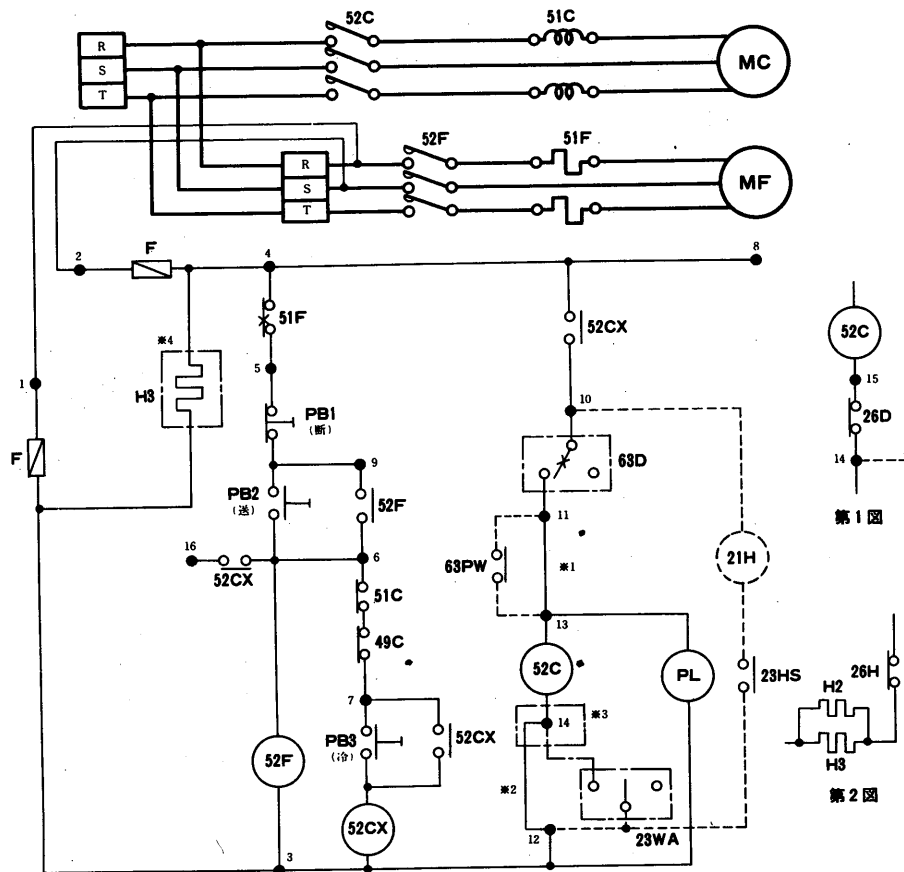 52C
51C
R
S
T
MC
52F
51F
R
S
T
MF
2
F
4
8
51F
52CX
52C
※4
1
H3
5
10
15
26D
F
PB1
(断)
63D
14
9
PB2
(送)
52F
11
第1図
16
52CX
6
63PW
※1
21H
51C
13
49C
52C
PL
23HS
26H
7
H2
PB3
(冷)
52CX
14
※3
H3
52F
※2
第2図
52CX
12
23WA
3